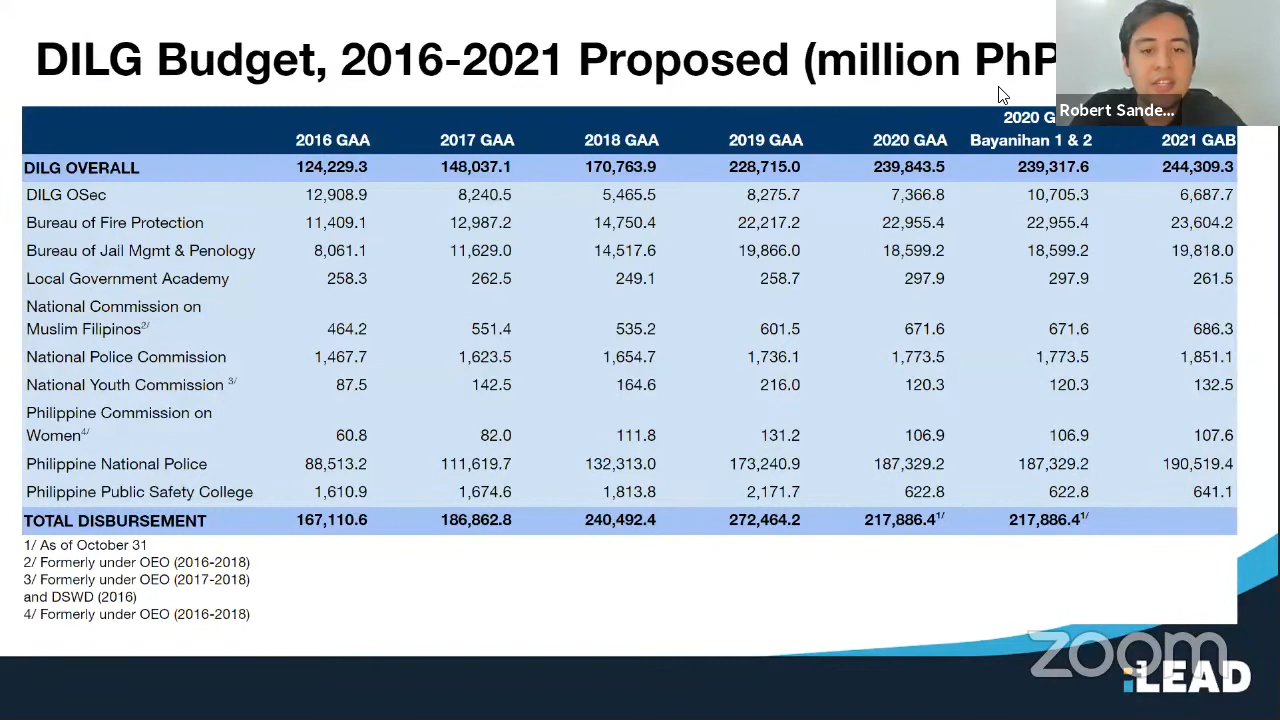 DILG Budget, 2016-2021 Proposed (million PhP
Robert Sande...
2020 G
2016 GAA 2017 GAA 2018 GAA 2019 GAA 2020 GAA Bayanihan 1 & 2 2021 GAB
DILG OVERALL 124,229.3 148,037.1 170,763.9 228,715.0 239,843.5 239,317.6 244,309.3
DILG OSec 12,908.9 8,240.5 5,465.5 8,275.7 7,366.8 10,705.3 6,687.7
Bureau of Fire Protection 11,409.1 12,987.2 14,750.4 22,217.2 22,955.4 22,955.4 23,604.2
Bureau of Jail Mgmt & Penology 8,061.1 11,629.0 14,517.6 19,866.0 18,599.2 18,599.2 19,818.0
Local Government Academy 258.3 262.5 249.1 258.7 297.9 297.9 261.5
National Commission on
Muslim Filipinos2/ 464.2 551.4 535.2 601.5 671.6 671.6 686.3
National Police Commission 1,467.7 1,623.5 1,654.7 1,736.1 1,773.5 1,773.5 1,851.1
National Youth Commission 3/ 87.5 142.5 164.6 216.0 120.3 120.3 132.5
Philippine Commission on
Women4/ 60.8 82.0 111.8 131.2 106.9 106.9 107.6
Philippine National Police 88,513.2 111,619.7 132,313.0 173,240.9 187,329.2 187,329.2 190,519.4
Philippine Public Safety College 1,610.9 1,674.6 1,813.8 2,171.7 622.8 622.8 641.1
TOTAL DISBURSEMENT 167,110.6 186,862.8 240,492.4 272,464.2 217,886.41/ 217,886.41/
1/ As of October 31
2/ Formerly under OEO (2016-2018)
3/ Formerly under OEO (2017-2018)
and DSWD (2016)
4/ Formerly under OEO (2016-2018)
zoom
iLEAD